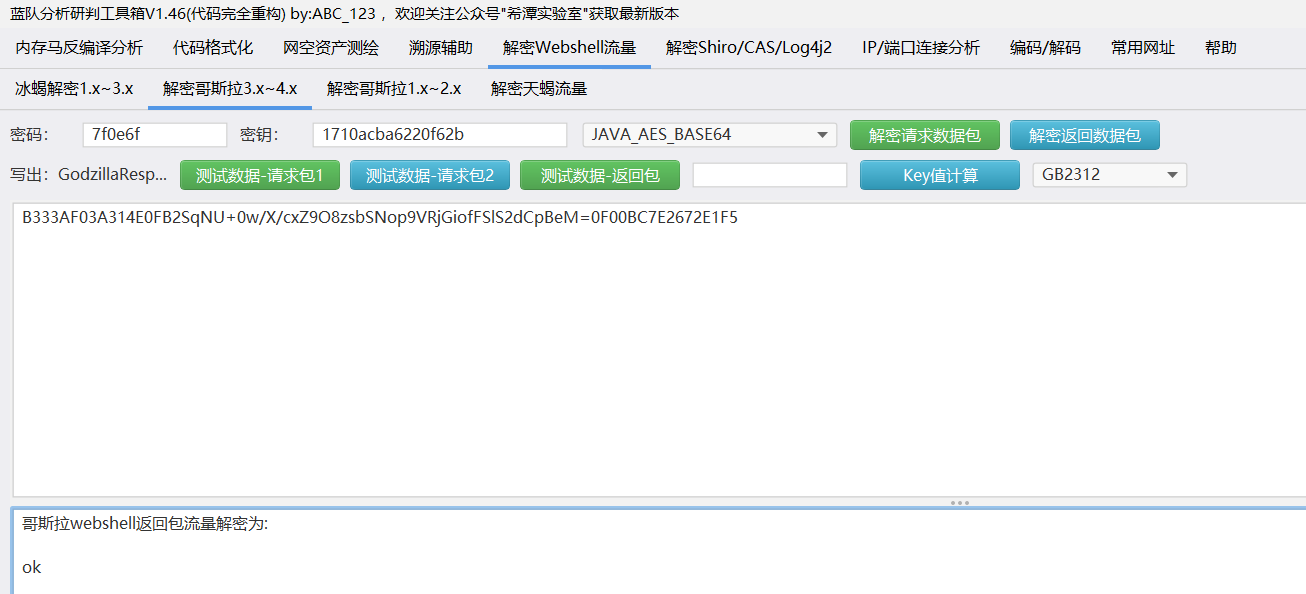 蓝队分析研判工具箱V1.46(代码完全重构) by:ABC_123 ，欢迎关注公众号"希潭实验室"获取最新版本
内存马反编译分析 代码格式化 网空资产测绘 溯源辅助 解密Webshell流量 解密Shiro/CAS/Log4j2 IP/端口连接分析 编码/解码 常用网址 帮助
冰蝎解密1.x~3.x 解密哥斯拉3.x~4.x 解密哥斯拉1.x~2.x 解密天蝎流量
密码： 7f0e6f 密钥： 1710acba6220f62b JAVA_AES_BASE64 解密请求数据包 解密返回数据包
写出：GodzillaResp... 测试数据-请求包1 测试数据-请求包2 测试数据-返回包 Key值计算 GB2312
B333AF03A314E0FB2SqNU+0w/X/cxZ9O8zsbSNop9VRjGiofFSlS2dCpBeM=0F00BC7E2672E1F5
哥斯拉webshell返回包流量解密为:
ok